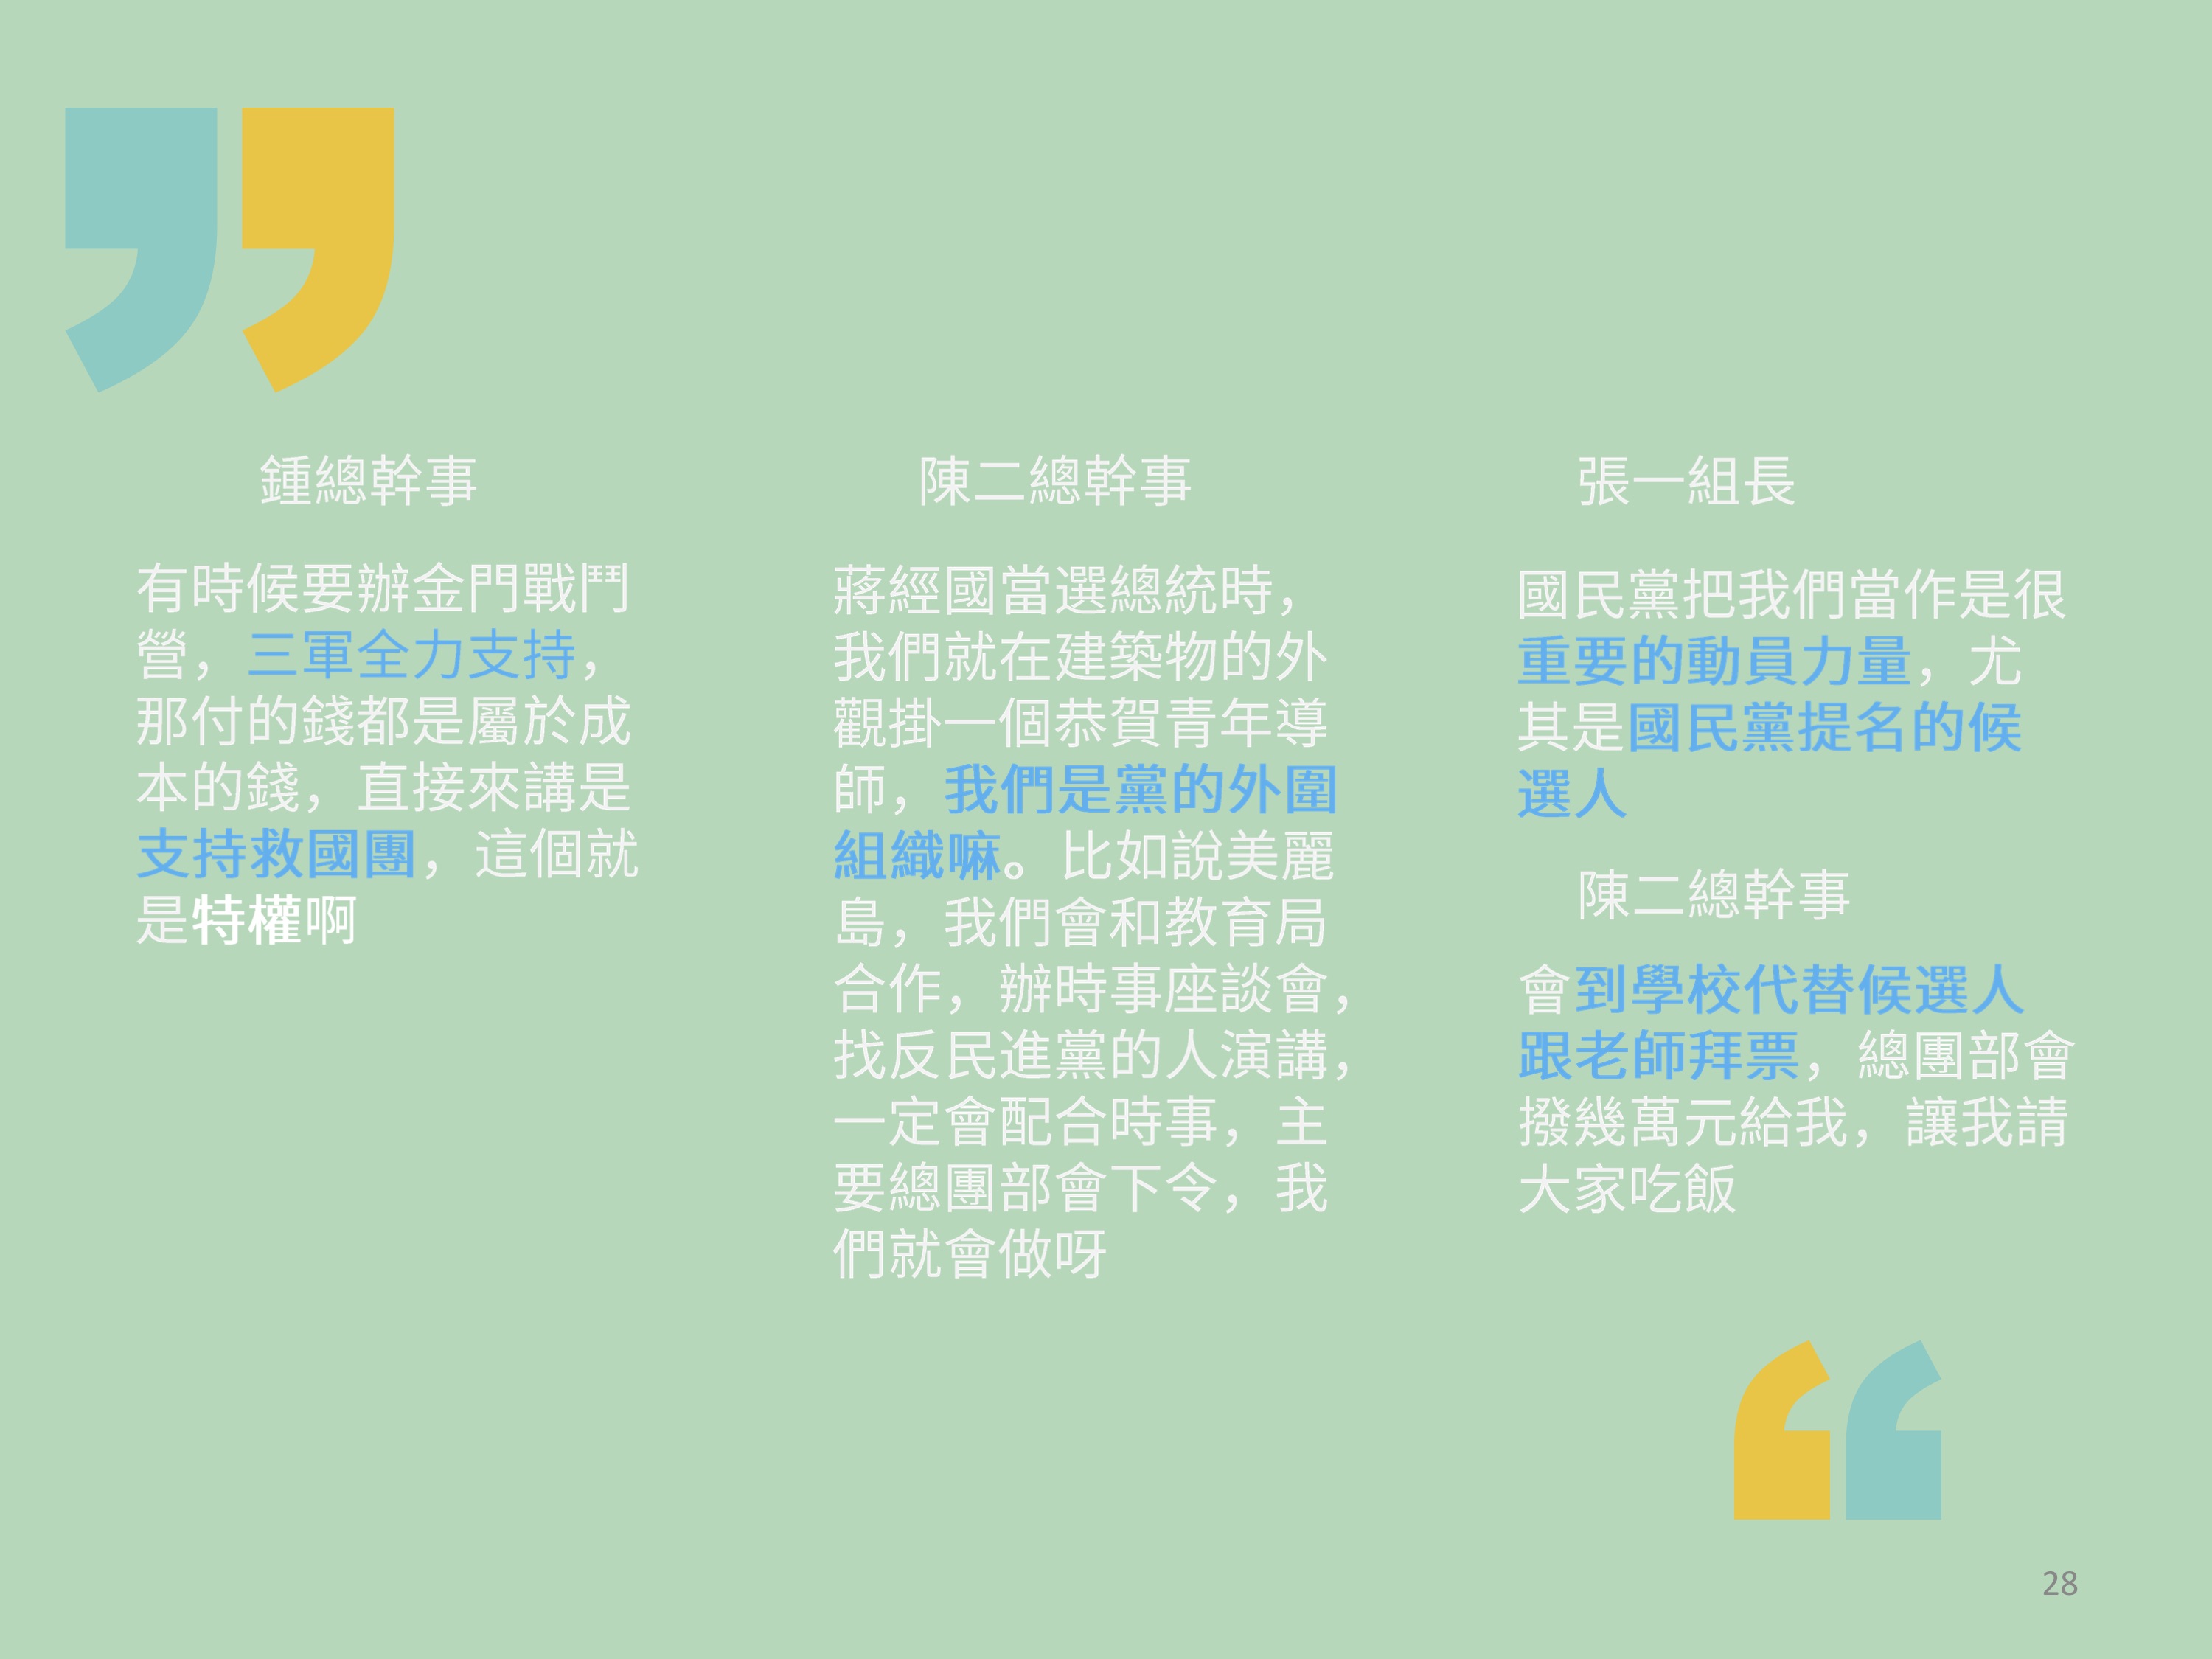 鍾總幹事
有時侯要辦金門戰鬥
營，三軍全力支持，
那付的錢都是屬於成
本的錢，直接來講是
支持救國團，這個就
是特權啊
陳二總幹事
蔣經國當選總統時，
我們就在建築物的外
觀掛一個恭賀青年導
師，我們是黨的外圍
組織嘛。比如說美麗
島，我們會和教育局
合作，辦時事座談會，
找反民進黨的人演講，
一定會配合時事，主
要總團部會下令，我
們就會做呀
張一組長
國民黨把我們當作是很
重要的動員力量，尤
其是國民黨提名的候
選人
陳二總幹事
會到學校代替候選人
跟老師拜票，總團部會
撥幾萬元給我，讓我請
大家吃飯
28